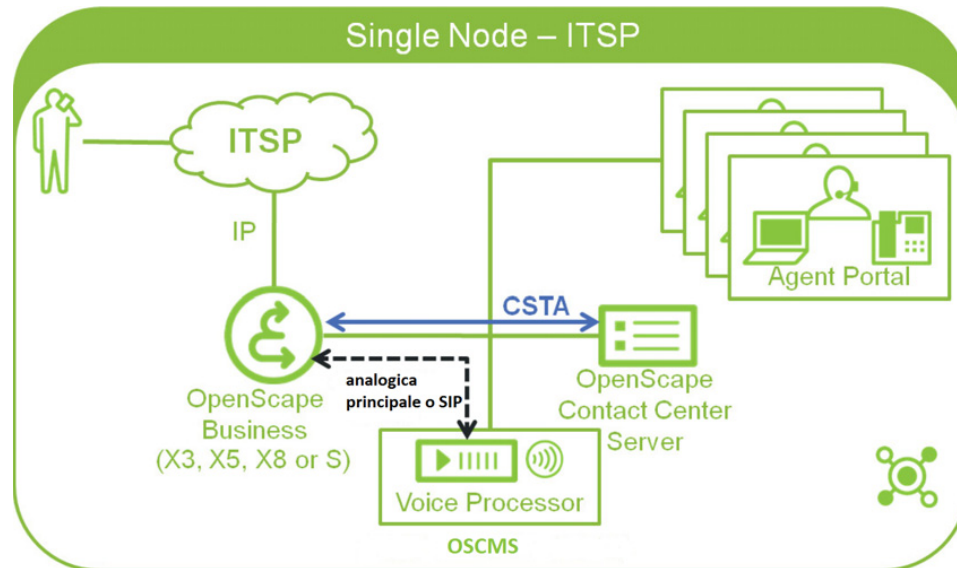 Single Node – ITSP
ITSP
IP
CSTA
Agent Portal
analogica
principale o SIP
OpenScape
Business
(X3, X5, X8 or S)
OpenScape
Contact Center
Server
Voice Processor
OSCMS